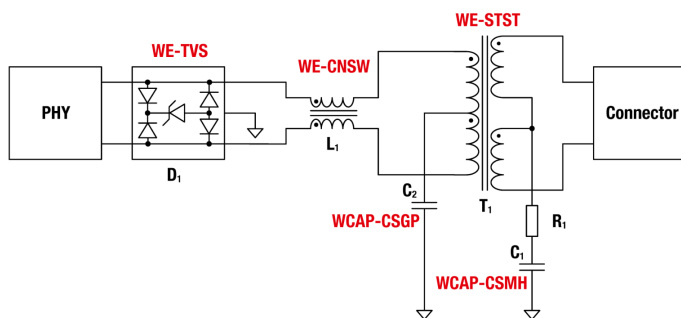 WE-STST
WE-TVS
WE-CNSW
PHY
Connector
L₁
D₁
C₂
T₁
R₁
WCAP-CSGP
C₁
WCAP-CSMH